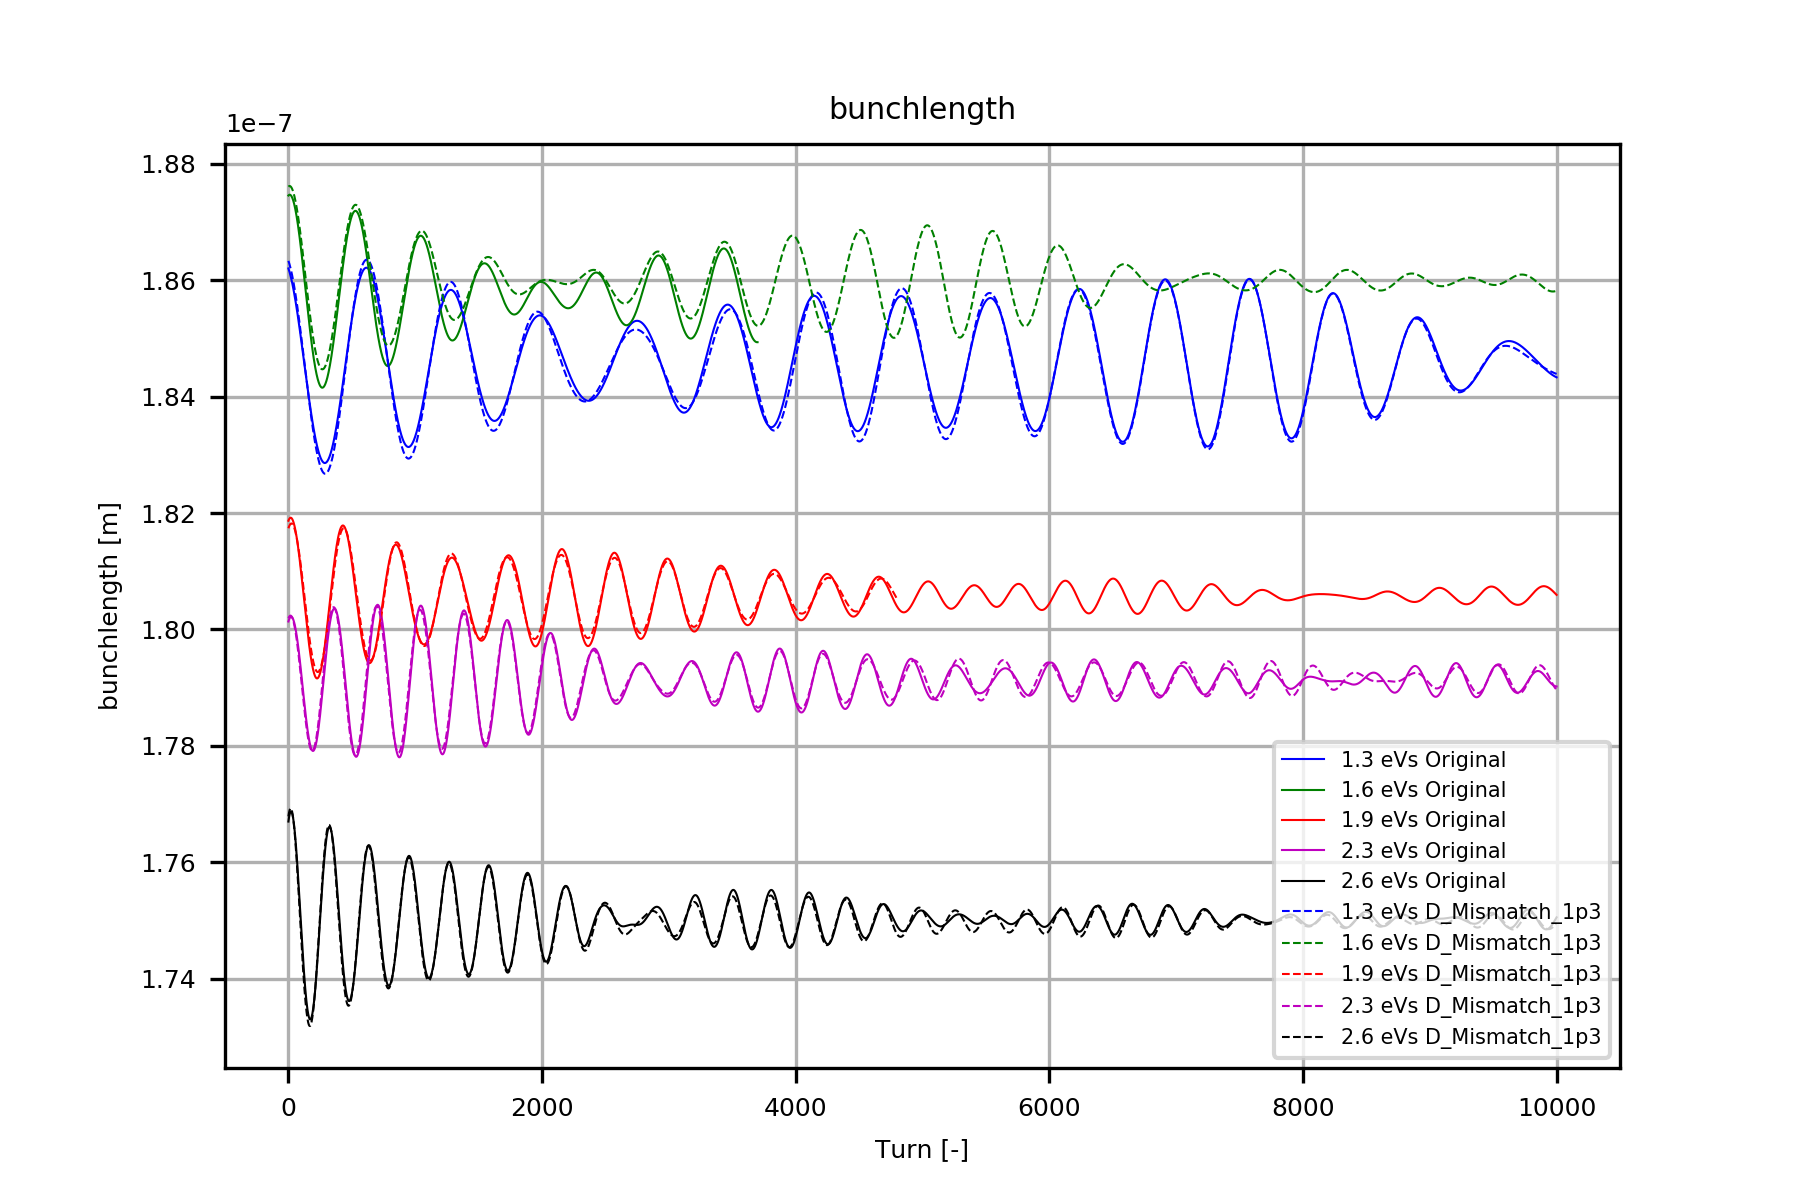 bunchlength
1e−7
1.88
1.86
1.84
1.82
1.80
1.78
1.76
1.74
bunchlength [m]
0 2000 4000 6000 8000 10000
Turn [-]
1.3 eVs Original
1.6 eVs Original
1.9 eVs Original
2.3 eVs Original
2.6 eVs Original
1.3 eVs D_Mismatch_1p3
1.6 eVs D_Mismatch_1p3
1.9 eVs D_Mismatch_1p3
2.3 eVs D_Mismatch_1p3
2.6 eVs D_Mismatch_1p3